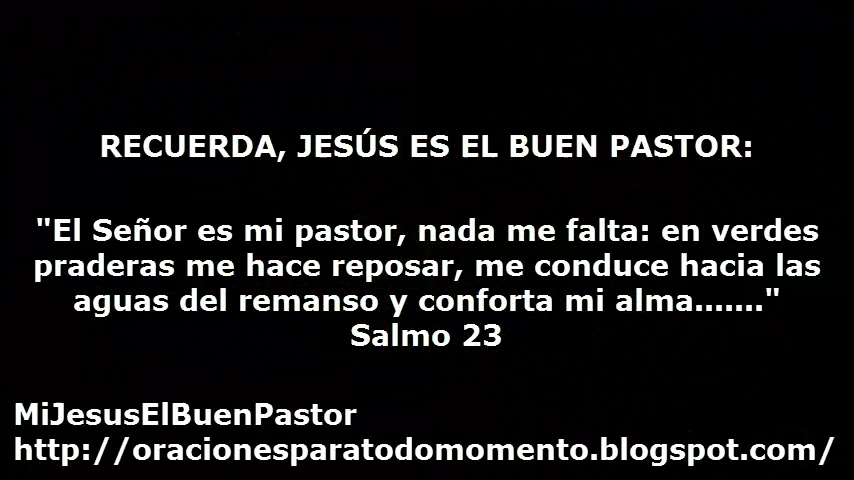 RECUERDA, JESÚS ES EL BUEN PASTOR:
"El Señor es mi pastor, nada me falta: en verdes
praderas me hace reposar, me conduce hacia las
aguas del remanso y conforta mi alma......."
Salmo 23
MiJesusElBuenPastor
http://oracionesparatodomomento.blogspot.com/